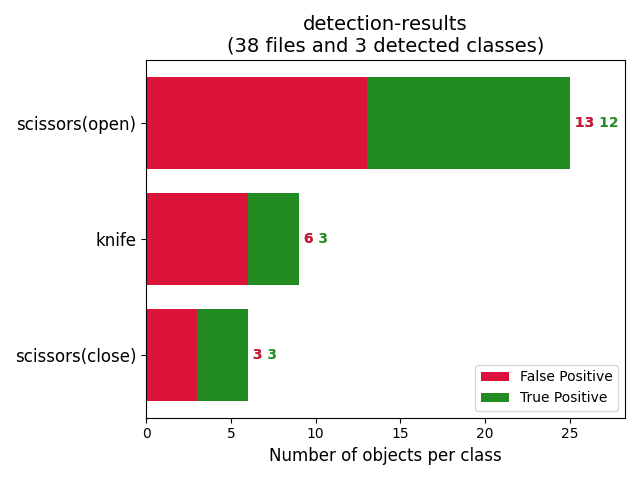 detection-results
(38 files and 3 detected classes)
scissors(open)
13 12
knife
6 3
scissors(close)
3 3
False Positive
True Positive
0 5 10 15 20 25
Number of objects per class